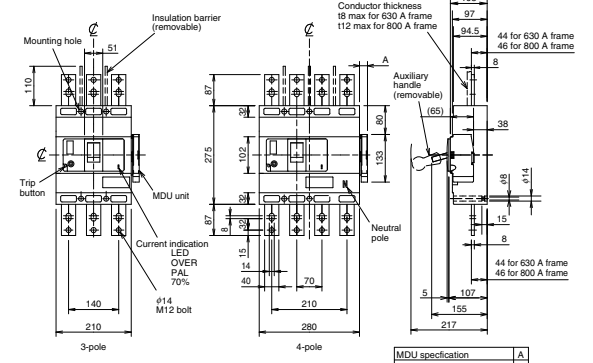 Insulation barrier
(removable)
Mounting hole
51
110
87
32
275
102
32
87
8
32
15
14
40
Trip
button
MDU unit
Current indication
LED
OVER
PAL
70%
φ14
M12 bolt
140
210
3-pole
A
80
133
N
Neutral
pole
70
210
280
4-pole
Conductor thickness
t8 max for 630 A frame
t12 max for 800 A frame
97
94.5
44 for 630 A frame
46 for 800 A frame
8
Auxiliary
handle
(removable)
(65)
38
φ8
φ14
15
8
44 for 630 A frame
46 for 800 A frame
5
107
155
217
MDU specfication
A